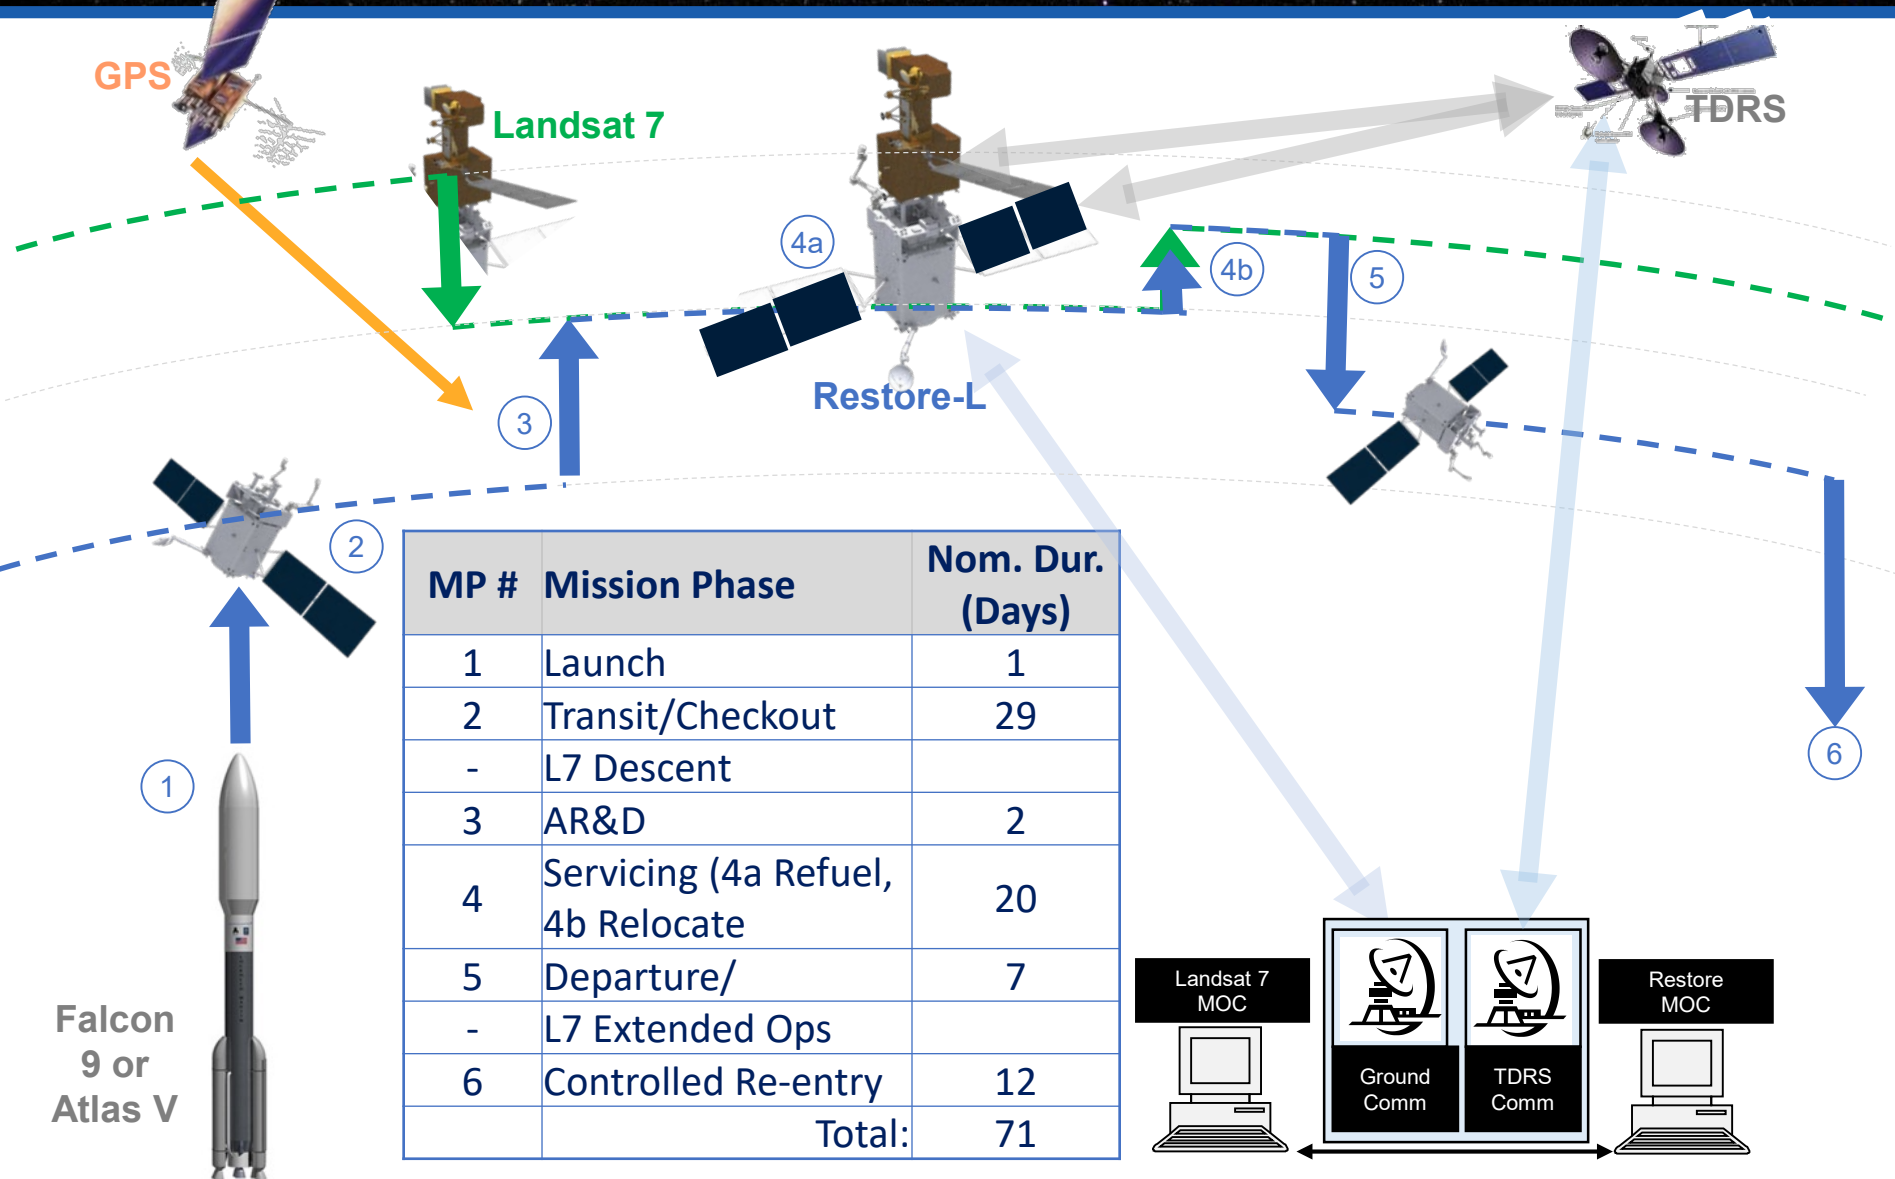 GPS
Landsat 7
TDRS
4a
4b
5
Restore-L
3
2
1
6
Falcon
9 or
Atlas V
MP # Mission Phase Nom. Dur. (Days)
1 Launch 1
2 Transit/Checkout 29
- L7 Descent
3 AR&D 2
4 Servicing (4a Refuel, 20
4b Relocate
5 Departure/ 7
- L7 Extended Ops
6 Controlled Re-entry 12
Total: 71
Landsat 7
MOC
Ground
Comm
TDRS
Comm
Restore
MOC